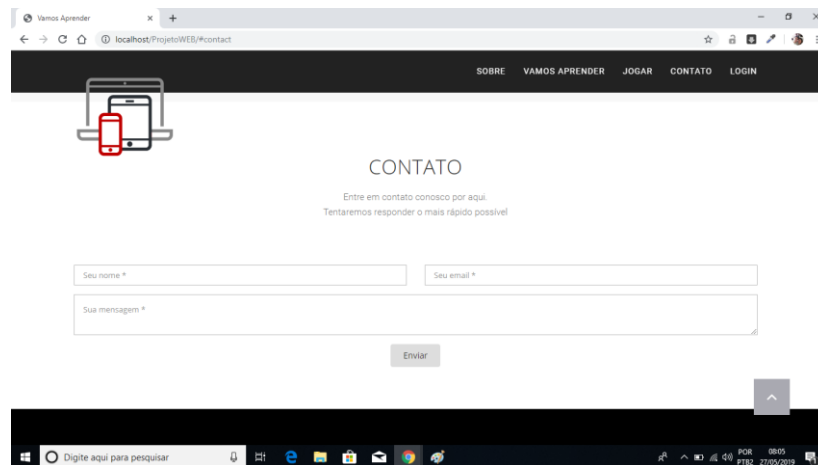 Vamos Aprender
localhost/ProjetoWEB/#contact
SOBRE VAMOS APRENDER JOGAR CONTATO LOGIN
CONTATO
Entre em contato conosco por aqui.
Tentaremos responder o mais rápido possível
Seu nome * Seu email *
Sua mensagem *
Enviar
Digite aqui para pesquisar
POR 08:05
PTB2 27/05/2019